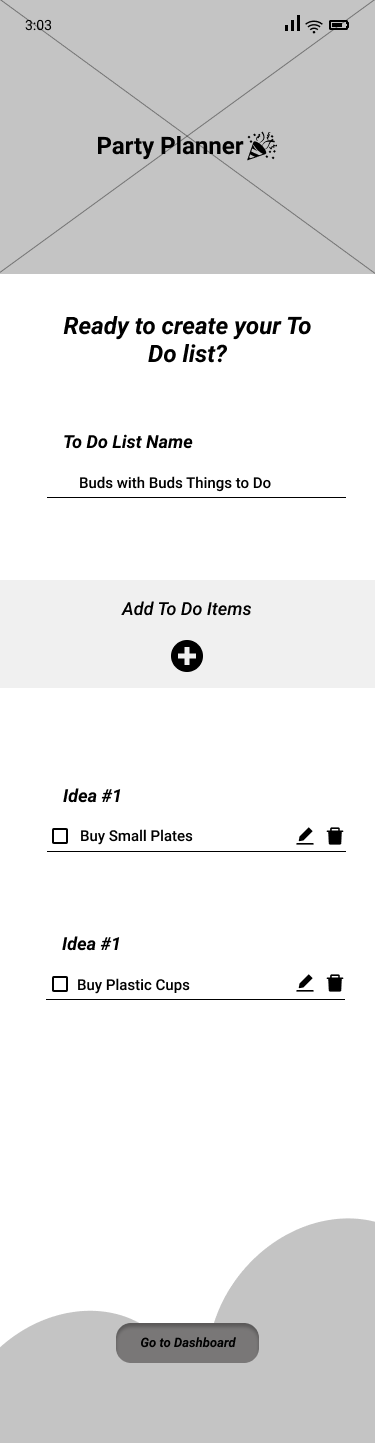 3:03
Party Planner
Ready to create your To
Do list?
To Do List Name
Buds with Buds Things to Do
Add To Do Items
Idea #1
Buy Small Plates
Idea #1
Buy Plastic Cups
Go to Dashboard